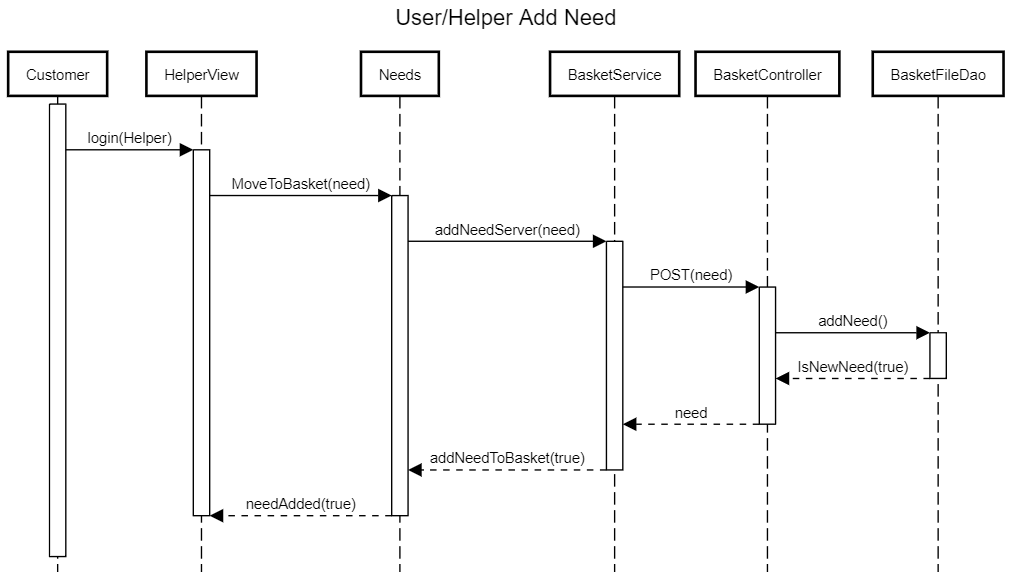 User/Helper Add Need
Customer
HelperView
Needs
BasketService
BasketController
BasketFileDao
login(Helper)
MoveToBasket(need)
addNeedServer(need)
POST(need)
addNeed()
IsNewNeed(true)
need
addNeedToBasket(true)
needAdded(true)